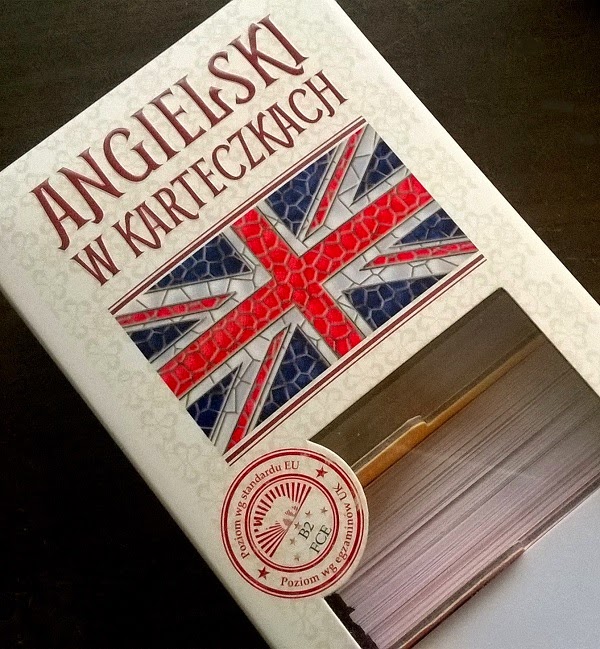 ANGIELSKI
W KARTECZKACH
Poziom wg standardu EU
B2
FCE
Poziom wg egzaminów UK